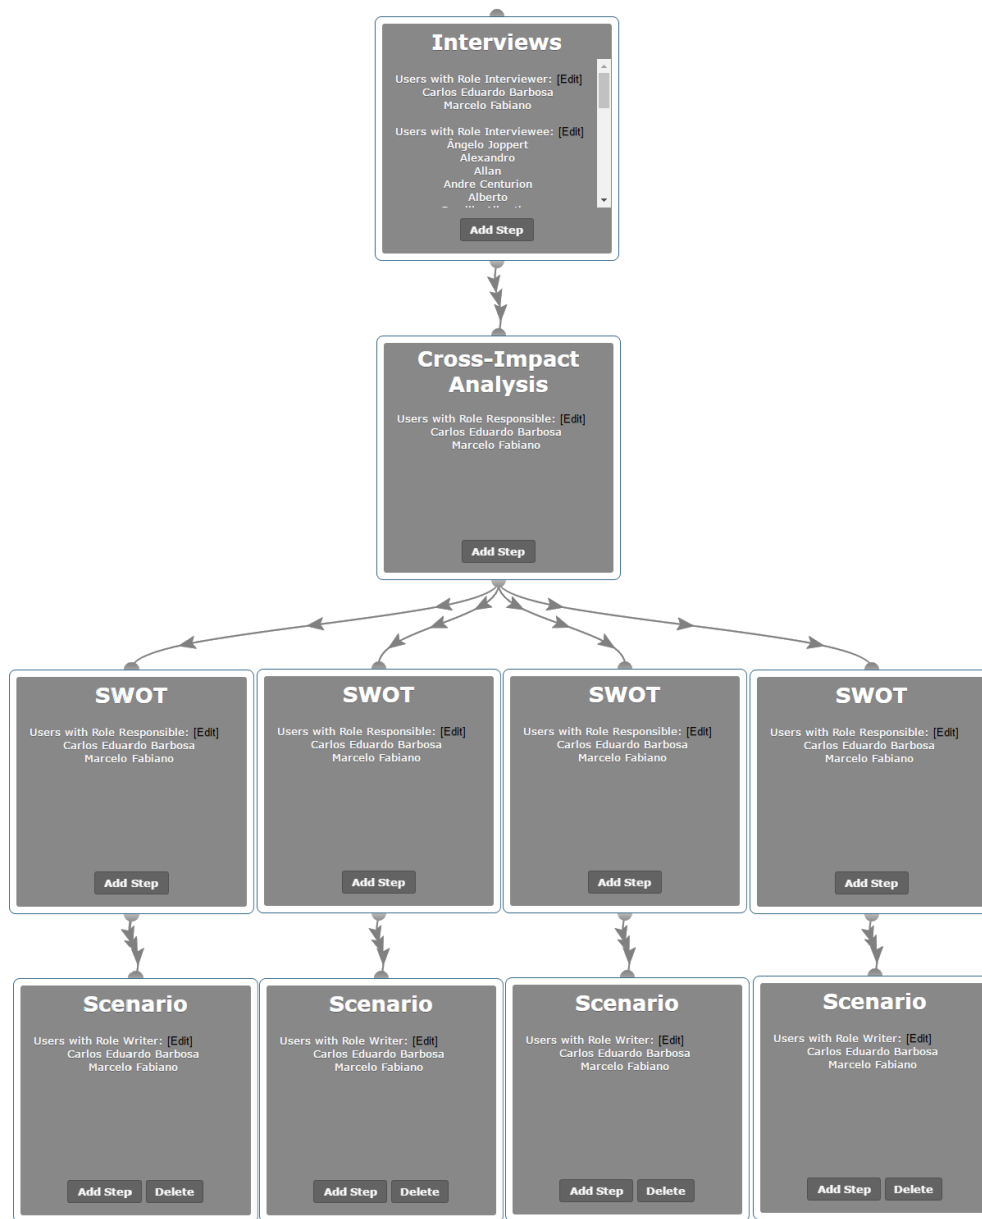 Interviews
Users with Role Interviewer: [Edit]
Carlos Eduardo Barbosa
Marcelo Fabiano
Users with Role Interviewee: [Edit]
Ângelo Joppert
Alexandro
Allan
Andre Centurion
Alberto
Add Step
Cross-Impact
Analysis
Users with Role Responsible: [Edit]
Carlos Eduardo Barbosa
Marcelo Fabiano
Add Step
SWOT
Users with Role Responsible: [Edit]
Carlos Eduardo Barbosa
Marcelo Fabiano
Add Step
SWOT
Users with Role Responsible: [Edit]
Carlos Eduardo Barbosa
Marcelo Fabiano
Add Step
SWOT
Users with Role Responsible: [Edit]
Carlos Eduardo Barbosa
Marcelo Fabiano
Add Step
SWOT
Users with Role Responsible: [Edit]
Carlos Eduardo Barbosa
Marcelo Fabiano
Add Step
Scenario
Users with Role Writer: [Edit]
Carlos Eduardo Barbosa
Marcelo Fabiano
Add Step Delete
Scenario
Users with Role Writer: [Edit]
Carlos Eduardo Barbosa
Marcelo Fabiano
Add Step Delete
Scenario
Users with Role Writer: [Edit]
Carlos Eduardo Barbosa
Marcelo Fabiano
Add Step Delete
Scenario
Users with Role Writer: [Edit]
Carlos Eduardo Barbosa
Marcelo Fabiano
Add Step Delete